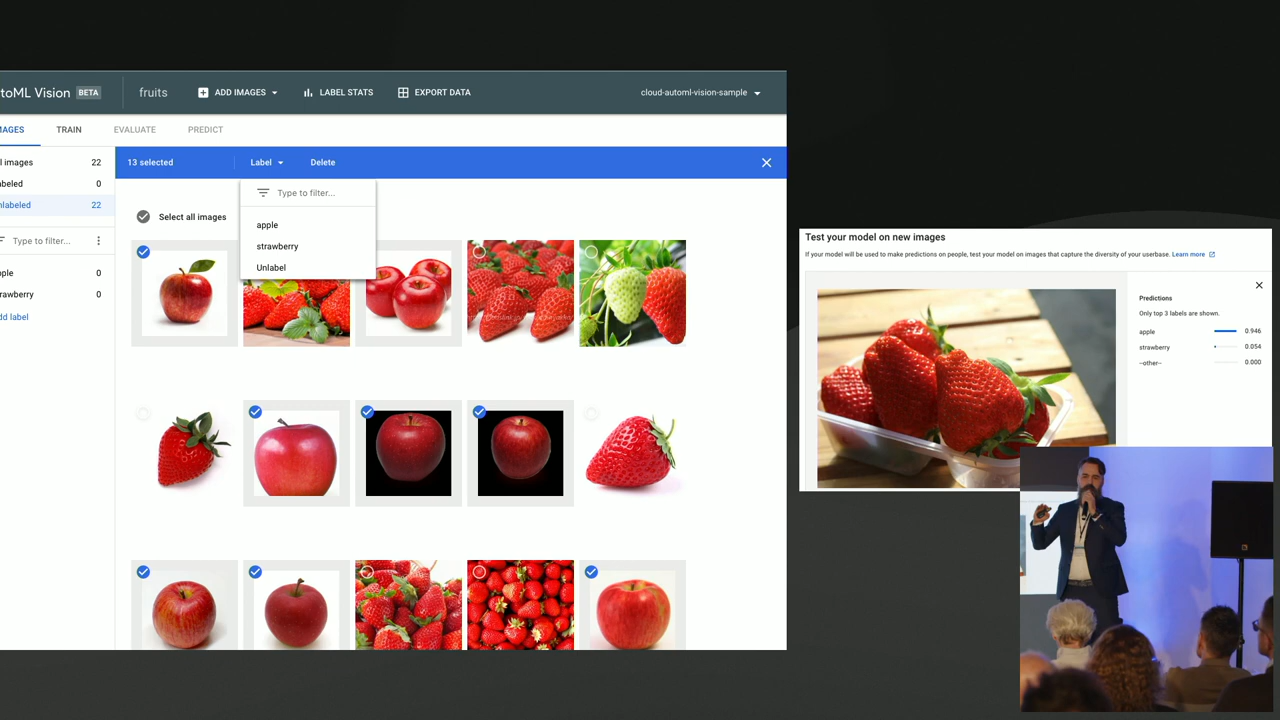 toML Vision BETA fruits ADD IMAGES LABEL STATS EXPORT DATA cloud-automl-vision-sample
MAGES TRAIN EVALUATE PREDICT
l images 22
abeled 0
nlabeled 22
Type to filter...
ple 0
rawberry 0
dd label
13 selected Label Delete
Type to filter...
apple
strawberry
Unlabel
Select all images
Test your model on new images
If your model will be used to make predictions on people, test your model on images that capture the diversity of your userbase. Learn more
Predictions
Only top 3 labels are shown.
apple 0.946
strawberry 0.054
--other-- 0.000